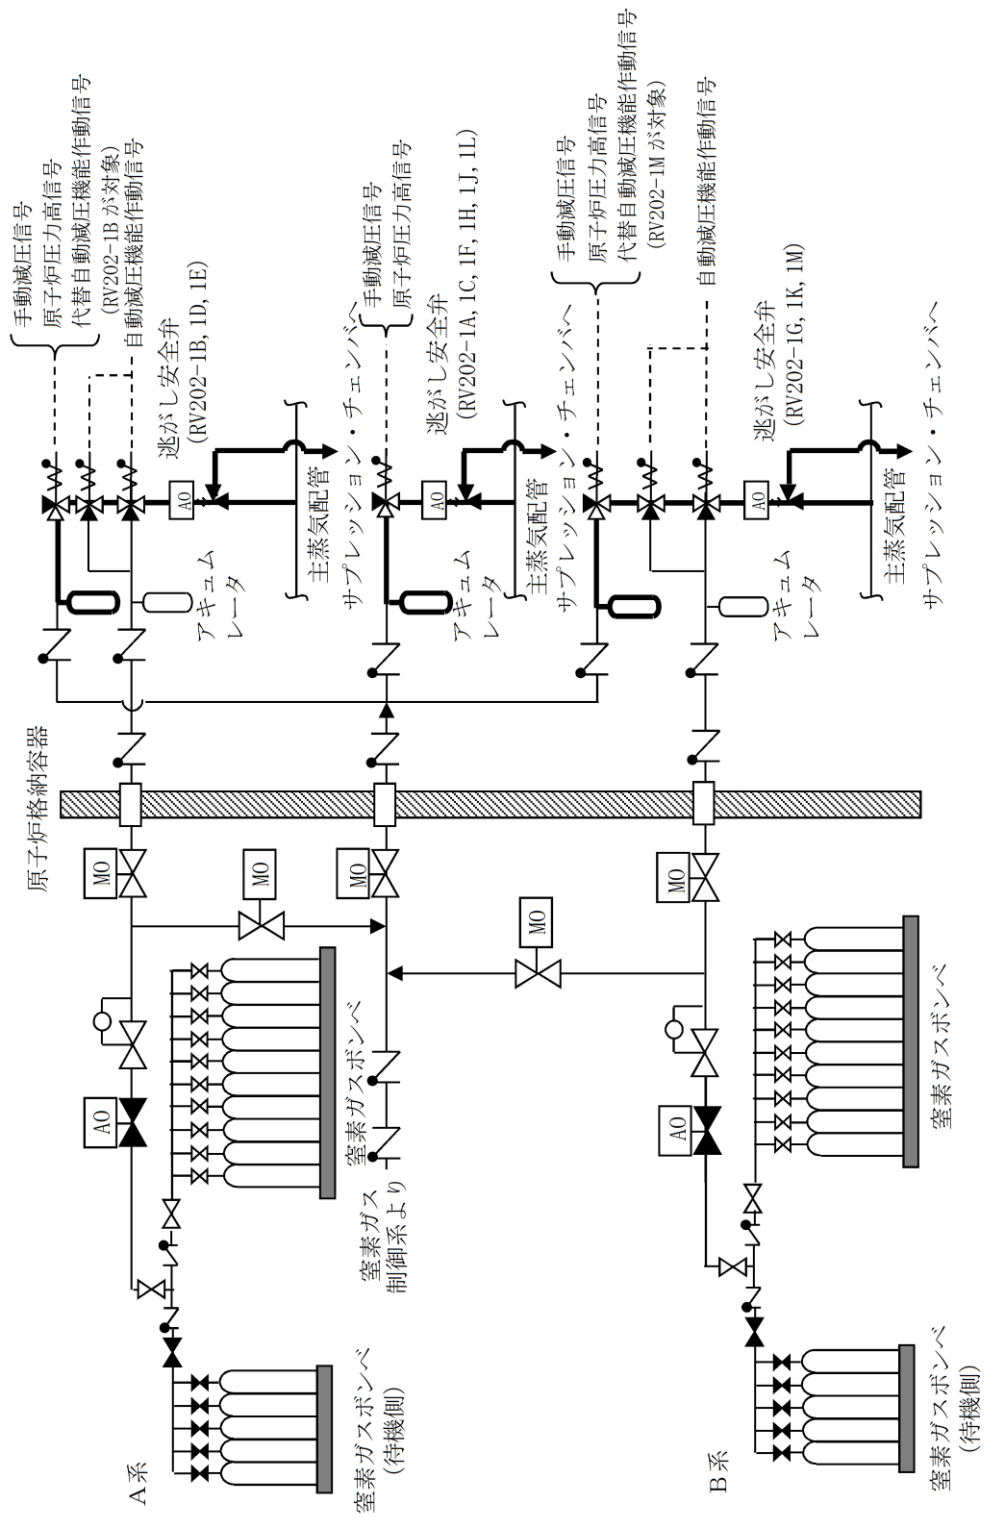 手動減圧信号
原子炉圧力高信号
代替自動減圧機能作動信号
(RV202-1Bが対象)
自動減圧機能作動信号
逃がし安全弁
(RV202-1B, 1D, 1E)
AO
主蒸気配管
サプレッション・チェンバへ
アキュム
レータ
手動減圧信号
原子炉圧力高信号
逃がし安全弁
(RV202-1A, 1C, 1F, 1H, 1J, 1L)
AO
主蒸気配管
サプレッション・チェンバへ
アキュム
レータ
手動減圧信号
原子炉圧力高信号
代替自動減圧機能作動信号
(RV202-1Mが対象)
自動減圧機能作動信号
逃がし安全弁
(RV202-1G, 1K, 1M)
AO
主蒸気配管
サプレッション・チェンバへ
アキュム
レータ
原子炉格納容器
MO
MO
MO
MO
MO
AO
AO
窒素ガスボンベ
窒素ガス
制御系より
窒素ガスボンベ
A系
窒素ガスボンベ
(待機側)
B系
窒素ガスボンベ
(待機側)